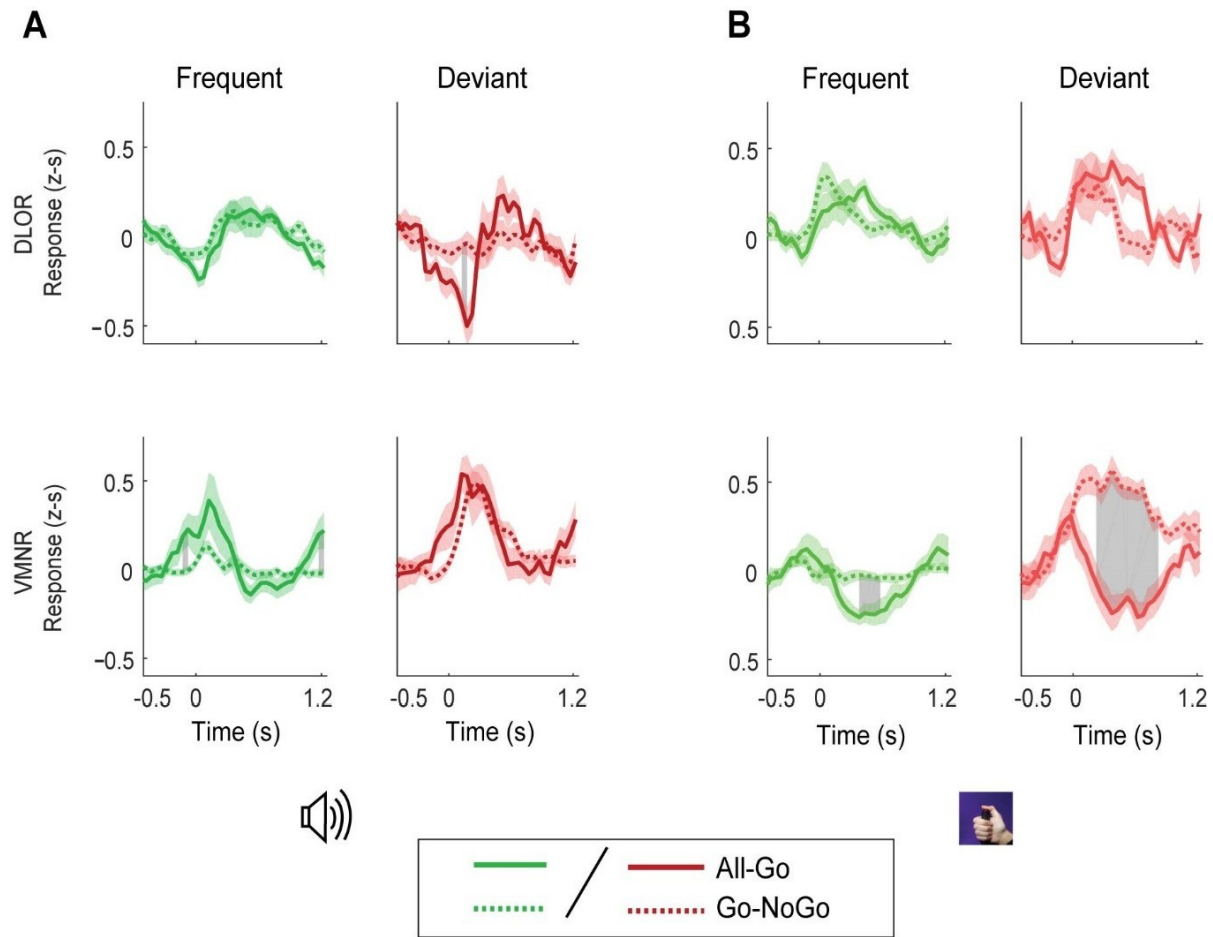 A
B
Frequent
Deviant
Frequent
Deviant
DLOR
Response (z-s)
0.5
0
−0.5
0.5
0
0.5
VMNR
Response (z-s)
0.5
0
−0.5
0.5
0
0.5
-0.5 0 1.2
-0.5 0 1.2
-0.5 0 1.2
-0.5 0 1.2
Time (s)
Time (s)
Time (s)
Time (s)
All-Go
Go-NoGo